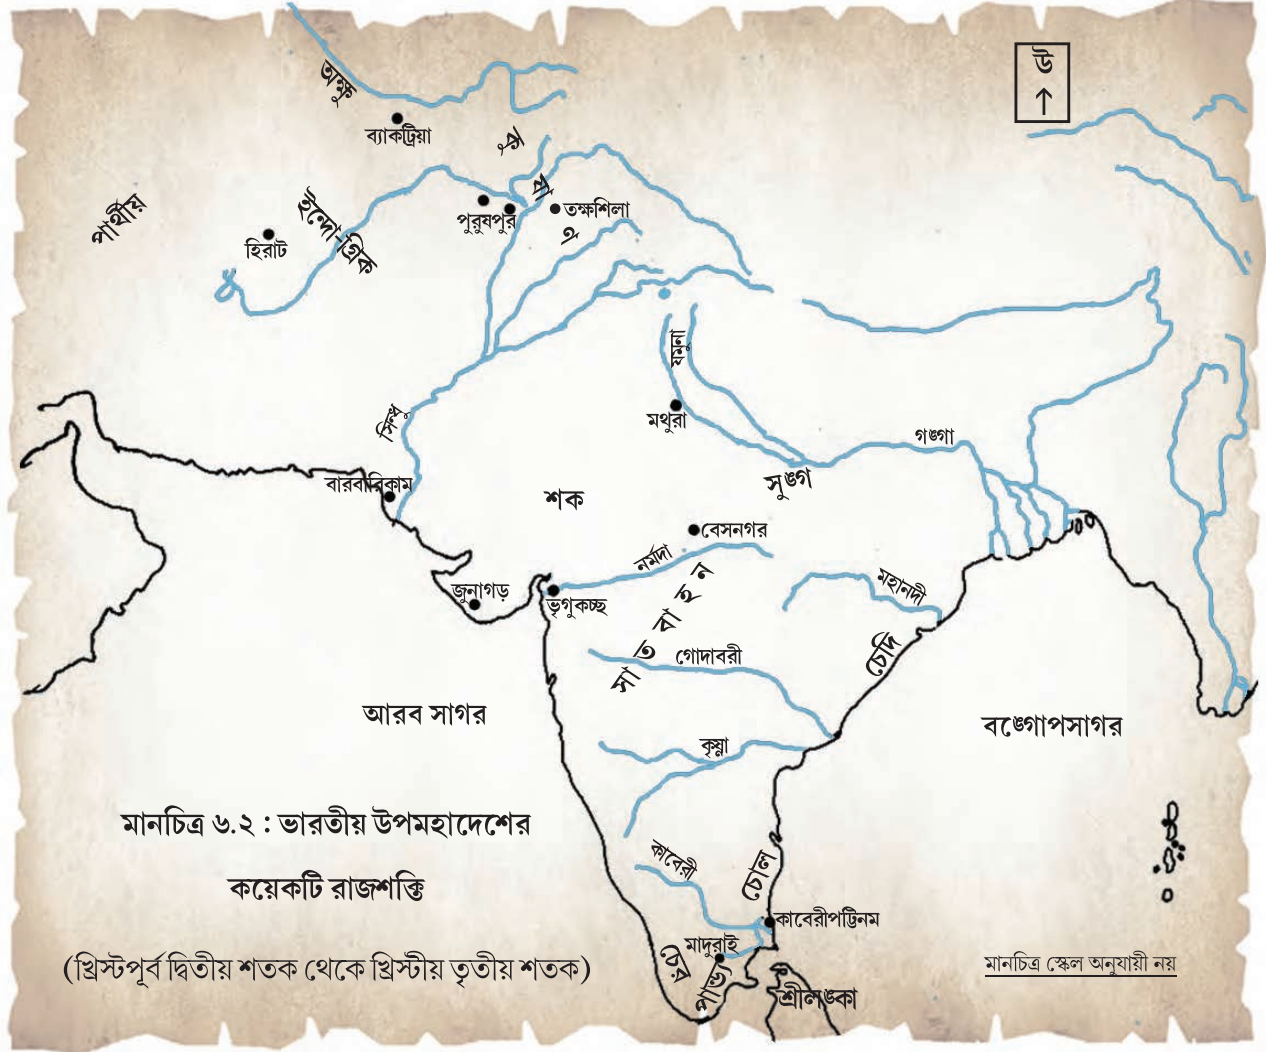 উ
অক্ষু
ব্যাকট্রিয়া
কুষাণ
পার্থীয়
ইন্দো-গ্রিক
হিরাট
পুরুষপুর
তক্ষশিলা
সিন্ধু
যমুনা
মথুরা
গঙ্গা
সুঙ্গ
বারবারিকাম
শক
বেসনগর
নর্মদা
জুনাগড়
ভৃগুকচ্ছ
মহানদী
সাতবাহন
গোদাবরী
চেদি
আরব সাগর
বঙ্গোপসাগর
কৃষ্ণা
মানচিত্র ৬.২ : ভারতীয় উপমহাদেশের
কয়েকটি রাজশক্তি
(খ্রিস্টপূর্ব দ্বিতীয় শতক থেকে খ্রিস্টীয় তৃতীয় শতক)
কাবেরী
চোল
কাবেরীপট্টিনম
মাদুরাই
চের
পান্ড্য
শ্রীলঙ্কা
মানচিত্র স্কেল অনুযায়ী নয়